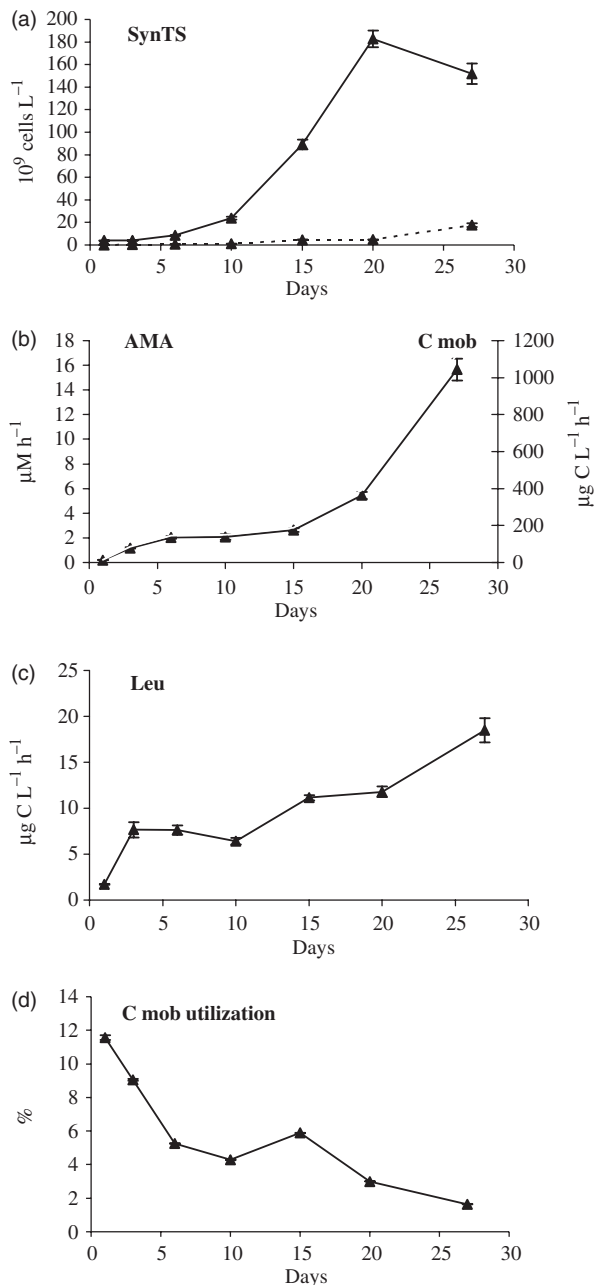 (a)
SynTS
10⁹ cells L⁻¹
200
180
160
140
120
100
80
60
40
20
0
0 5 10 15 20 25 30
Days
(b)
AMA C mob
µM h⁻¹
18
16
14
12
10
8
6
4
2
0
1200
1000
800
600
400
200
0
µg C L⁻¹ h⁻¹
0 5 10 15 20 25 30
Days
(c)
Leu
µg C L⁻¹ h⁻¹
25
20
15
10
5
0
0 5 10 15 20 25 30
Days
(d)
C mob utilization
%
14
12
10
8
6
4
2
0
0 5 10 15 20 25 30
Days